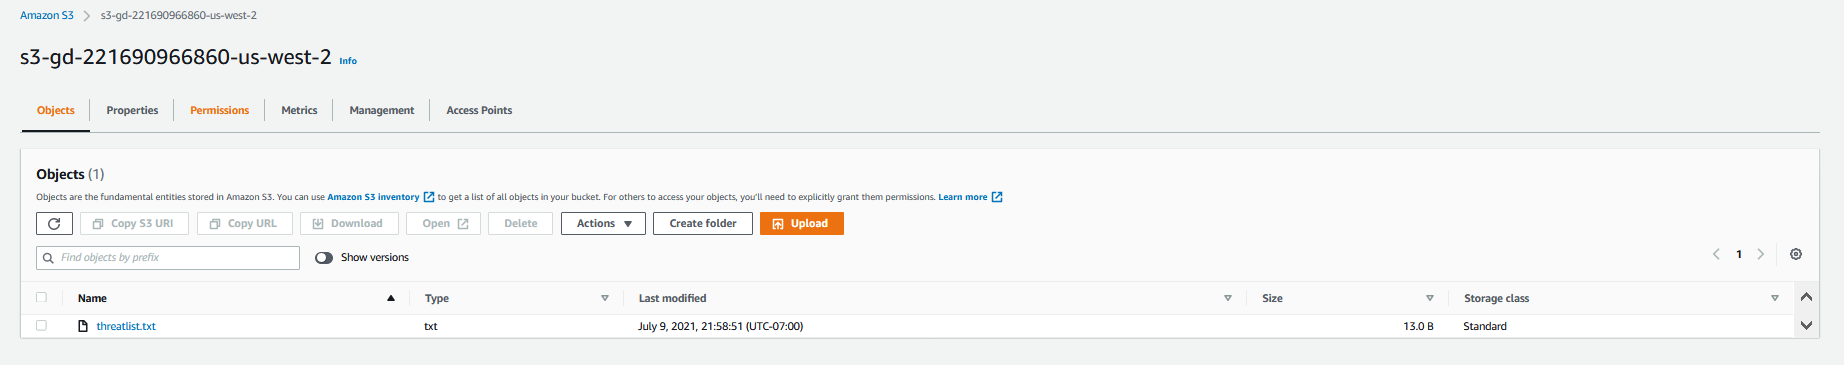 Amazon S3 > s3-gd-221690966860-us-west-2
s3-gd-221690966860-us-west-2 Info
Objects Properties Permissions Metrics Management Access Points
Objects (1)
Objects are the fundamental entities stored in Amazon S3. You can use Amazon S3 inventory to get a list of all objects in your bucket. For others to access your objects, you'll need to explicitly grant them permissions. Learn more
Copy S3 URI Copy URL Download Open Delete Actions Create folder Upload
Find objects by prefix Show versions 1
Name Type Last modified Size Storage class
threatlist.txt txt July 9, 2021, 21:58:51 (UTC-07:00) 13.0 B Standard